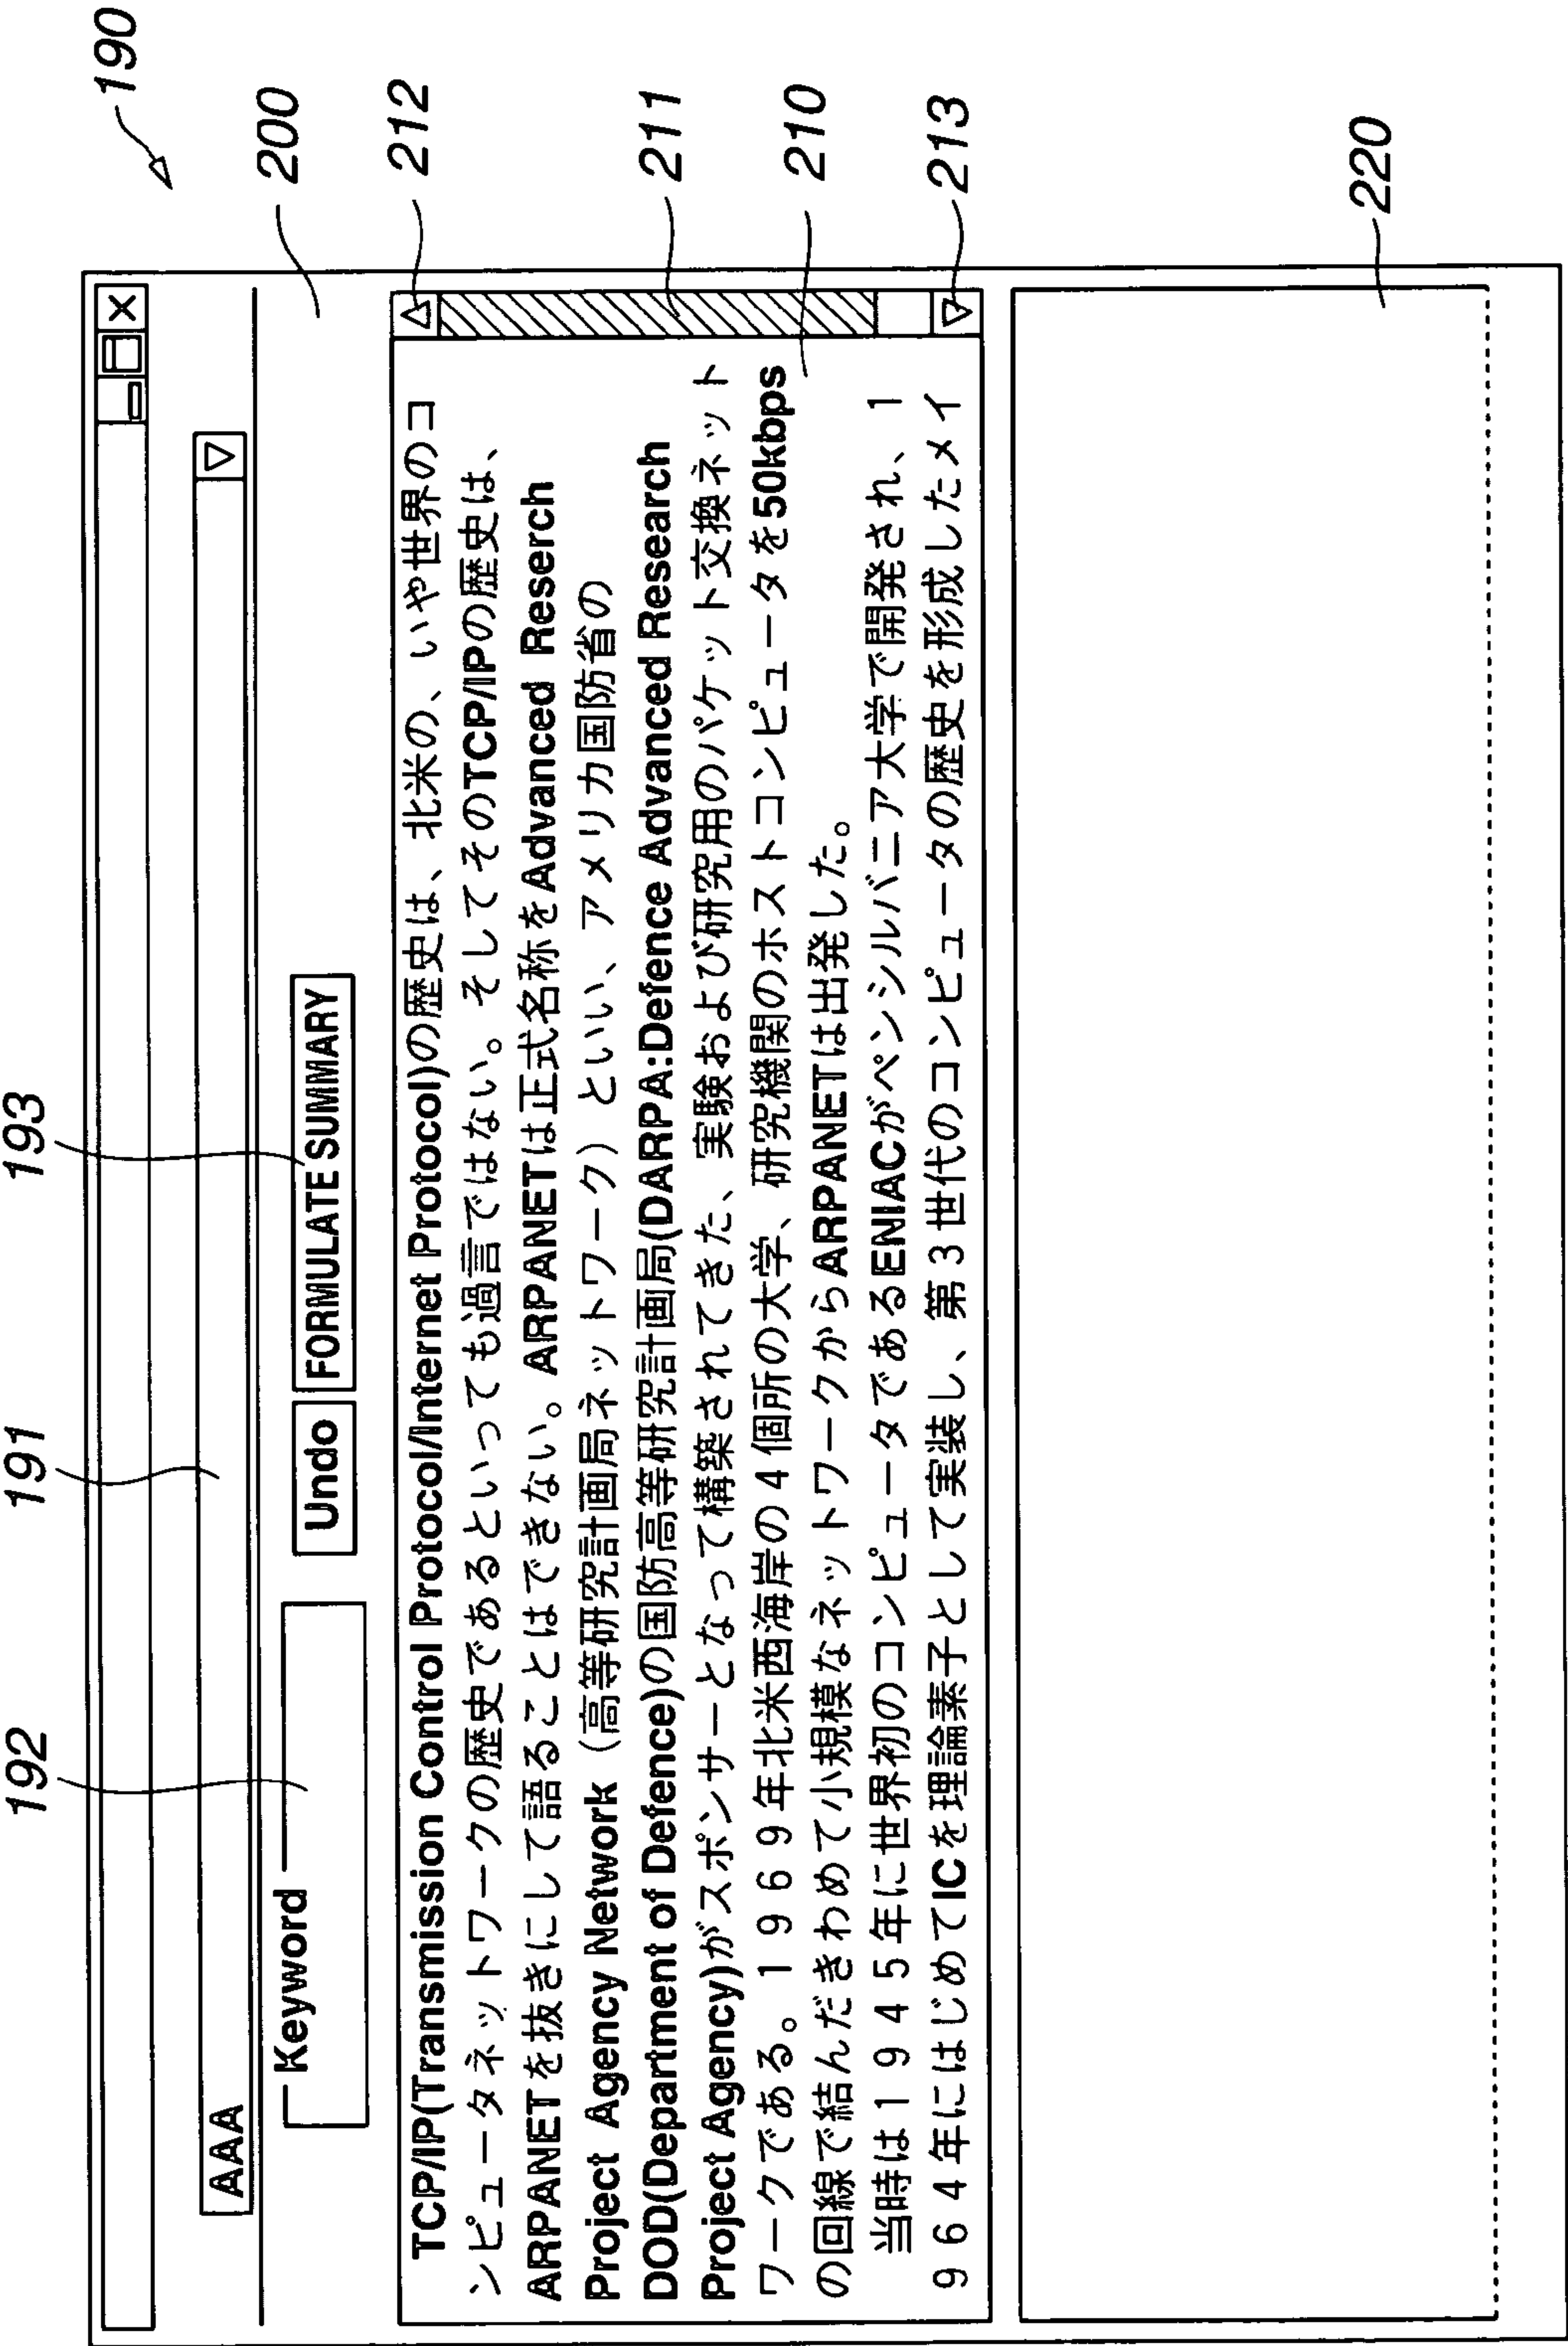 190
193
191
192
200
AAA
Keyword
Undo
FORMULATE SUMMARY
212
211
210
213
220
TCP/IP(Transmission Control Protocol/Internet Protocol)の歴史は、北米の、いや世界のコ
ンピュータネットワークの歴史であるといっても過言ではない。そしてそのTCP/IPの歴史は、
ARPANETを抜きにして語ることはできない。ARPANETは正式名称をAdvanced Reserch
Project Agency Network（高等研究計画局ネットワーク）といい、アメリカ国防省の
DOD(Department of Defence)の国防高等研究計画局(DARPA:Defence Advanced Research
Project Agency)がスポンサーとなって構築されてきた、実験および研究用のパケット交換ネット
ワークである。１９６９年北米西海岸の４個所の大学、研究機関のホストコンピュータを50kbps
の回線で結んだきわめて小規模なネットワークからARPANETは出発した。
当時は１９４５年に世界初のコンピュータであるENIACがペンシルバニア大学で開発され、１
９６４年にはじめてICを理論素子として実装し、第３世代のコンピュータの歴史を形成したメイ